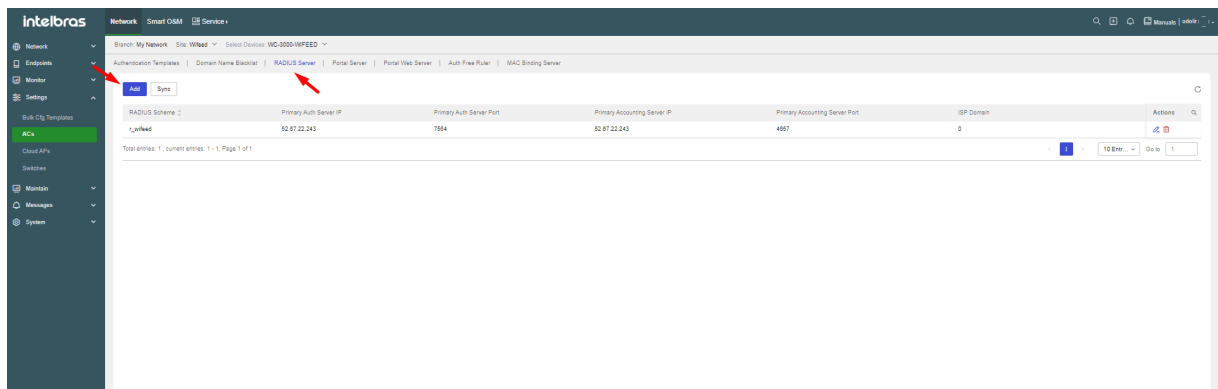 intelbras
Network Smart O&M Service
Manuals
Network
Endpoints
Monitor
Settings
Bulk Cfg Templates
ACs
Cloud APs
Switches
Maintain
Messages
System
Branch: My Network Site: Wifeed Select Devices: WC-3000-WIFEED
Authentication Templates | Domain Name Blacklist | RADIUS Server | Portal Server | Portal Web Server | Auth Free Ruler | MAC Binding Server
Add Sync
RADIUS Scheme Primary Auth Server IP Primary Auth Server Port Primary Accounting Server IP Primary Accounting Server Port ISP Domain Actions
r_wifeed 52.67.22.243 7564 52.67.22.243 4657 0
Total entries: 1 , current entries: 1 - 1. Page 1 of 1 1 10 Entr... Go to 1